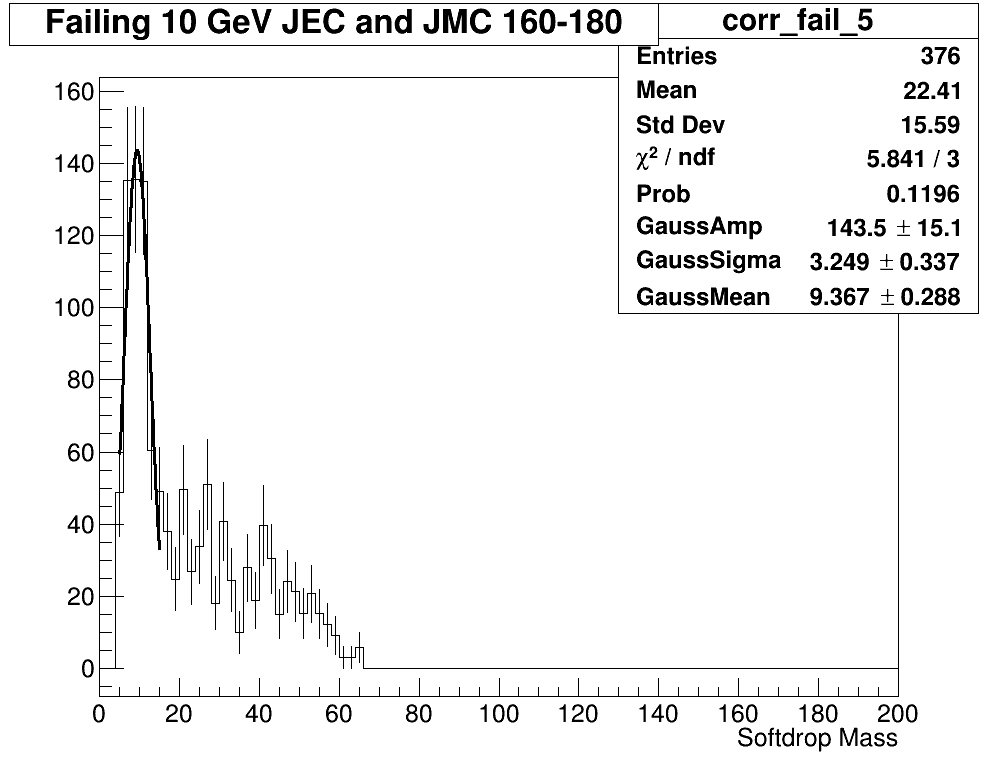 Failing 10 GeV JEC and JMC 160-180
corr_fail_5
Entries 376
Mean 22.41
Std Dev 15.59
χ² / ndf 5.841 / 3
Prob 0.1196
GaussAmp 143.5 ± 15.1
GaussSigma 3.249 ± 0.337
GaussMean 9.367 ± 0.288
160
140
120
100
80
60
40
20
0
0 20 40 60 80 100 120 140 160 180 200
Softdrop Mass